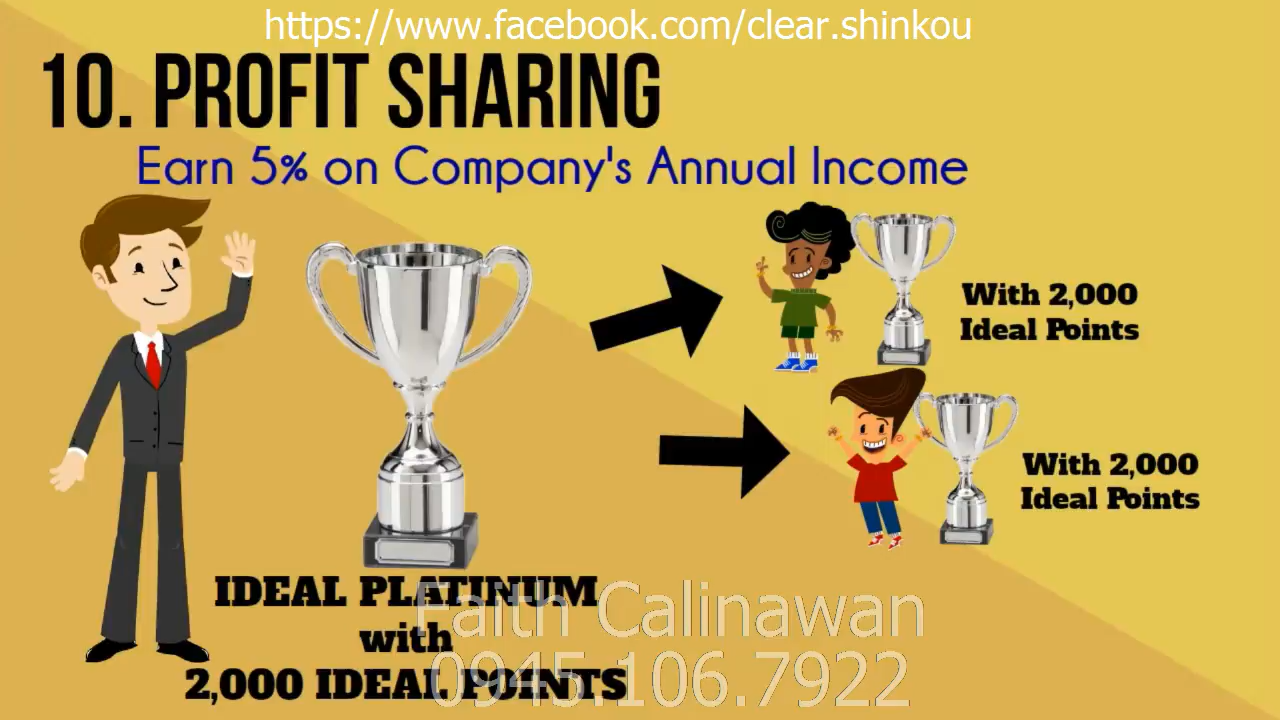 https://www.facebook.com/clear.shinkou
10. PROFIT SHARING
Earn 5% on Company's Annual Income
With 2,000
Ideal Points
With 2,000
Ideal Points
IDEAL PLATINUM
with
2,000 IDEAL POINTS
Faith Calinawan
0945.106.7922